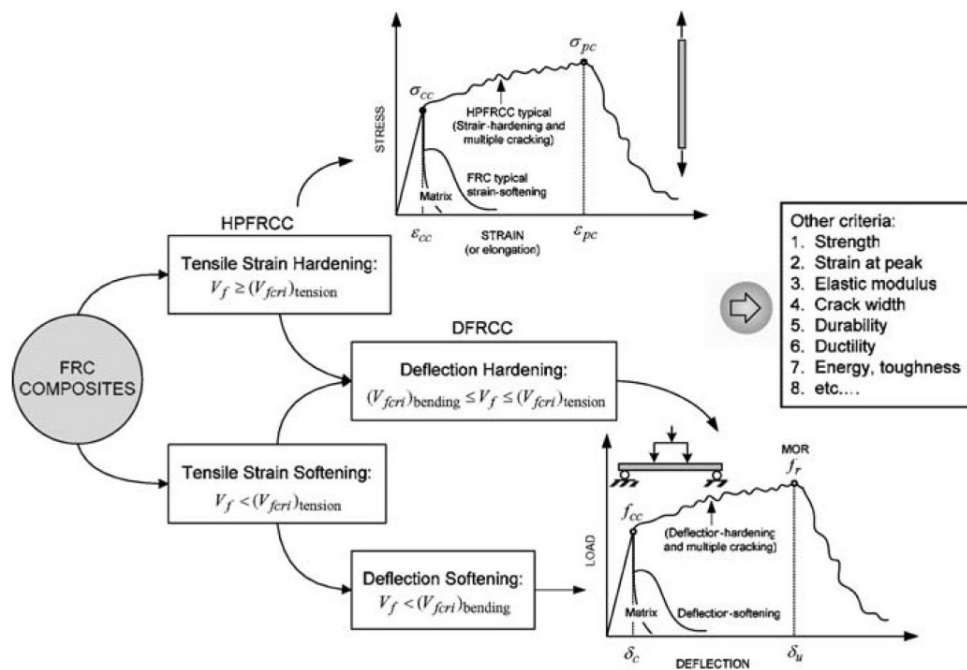 STRESS
σcc
σpc
HPFRCC typical
(Strain-hardening and
multiple cracking)
FRC typical
strain-softening
Matrix
εcc
STRAIN
(or elongation)
εpc
HPFRCC
Tensile Strain Hardening:
Vf ≥ (Vfcri)tension
FRC
COMPOSITES
DFRCC
Deflection Hardening:
(Vfcri)bending ≤ Vf ≤ (Vfcri)tension
Tensile Strain Softening:
Vf < (Vfcri)tension
Deflection Softening:
Vf < (Vfcri)bending
Other criteria:
1. Strength
2. Strain at peak
3. Elastic modulus
4. Crack width
5. Durability
6. Ductility
7. Energy, toughness
8. etc....
LOAD
fcc
MOR
fr
(Deflection-hardening
and multiple cracking)
Matrix
Deflection-softening
δc
δu
DEFLECTION